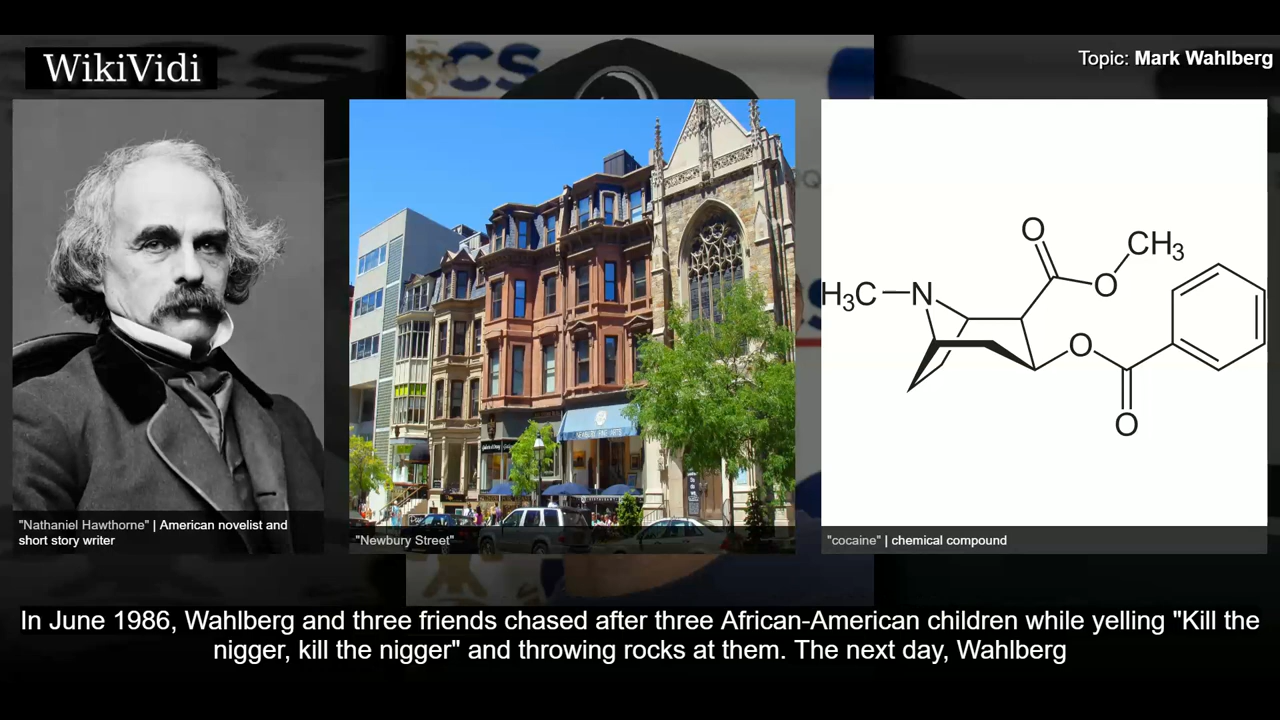 WikiVidi
Topic: Mark Wahlberg
CS
H₃C
N
O
O
CH₃
O
O
"Nathaniel Hawthorne" | American novelist and
short story writer
"Newbury Street"
"cocaine" | chemical compound
In June 1986, Wahlberg and three friends chased after three African-American children while yelling "Kill the
nigger, kill the nigger" and throwing rocks at them. The next day, Wahlberg